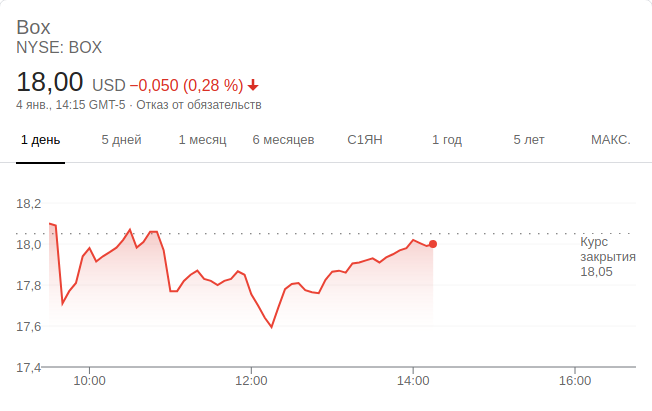 Box
NYSE: BOX
18,00 USD −0,050 (0,28 %)
4 янв., 14:15 GMT-5 · Отказ от обязательств
1 день 5 дней 1 месяц 6 месяцев С1ЯН 1 год 5 лет МАКС.
18,2
18,0
17,8
17,6
17,4
Курс
закрытия
18,05
10:00 12:00 14:00 16:00